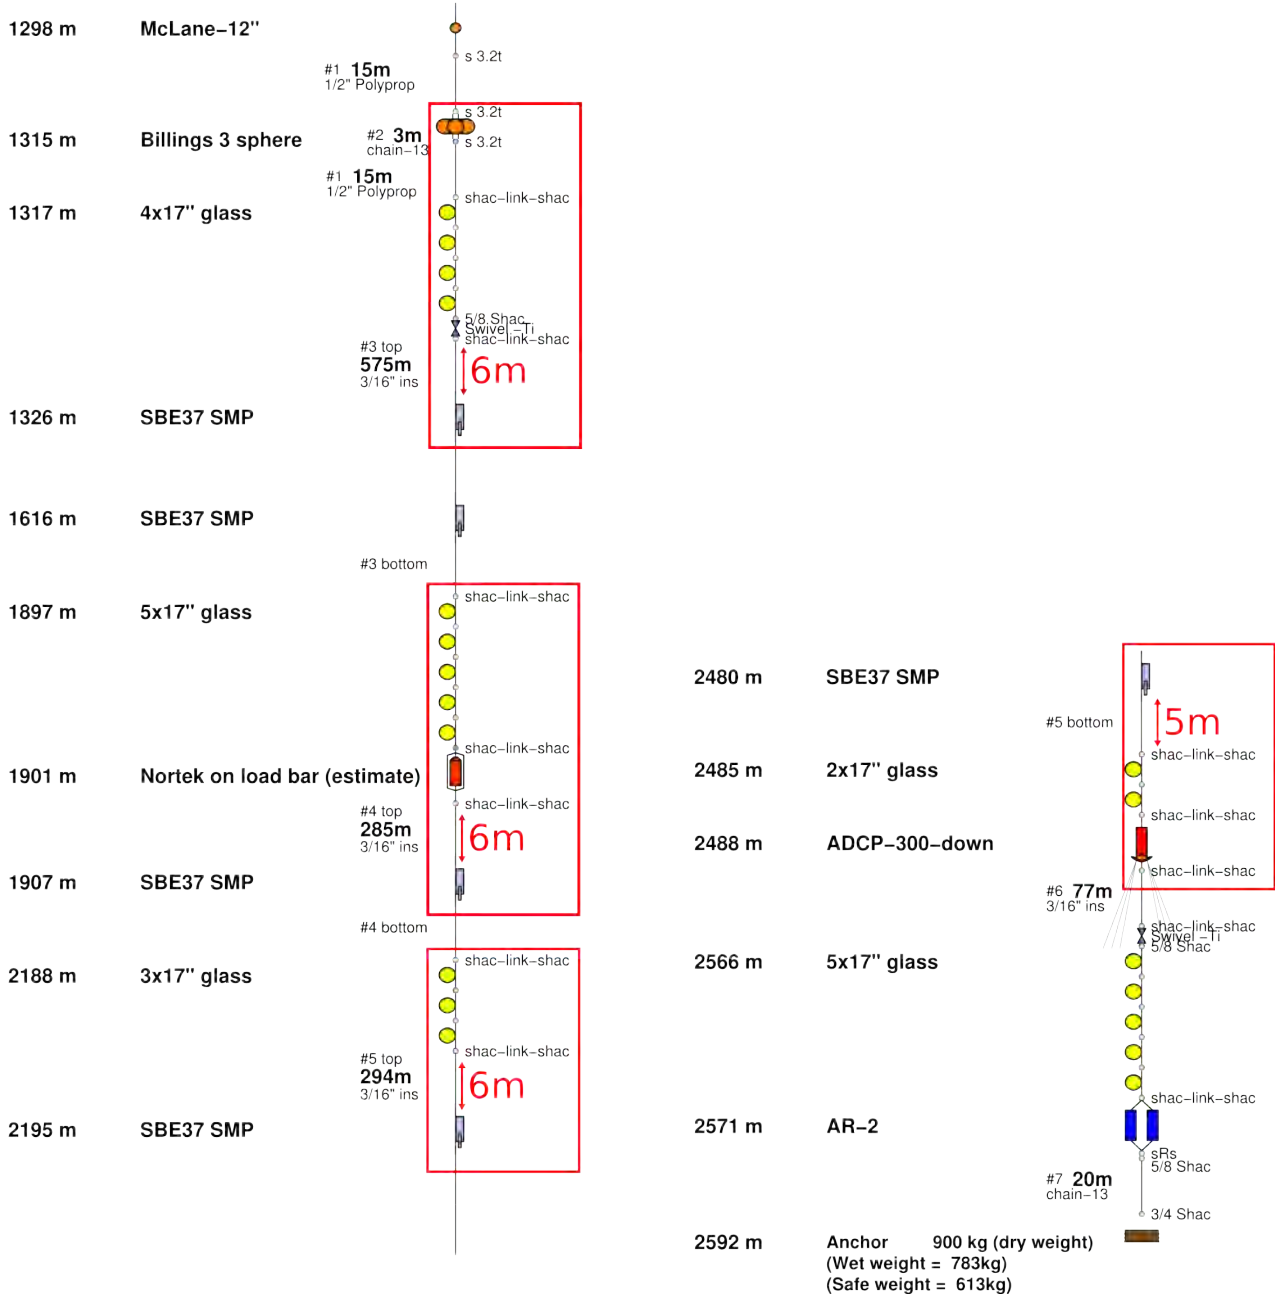 1298 m McLane–12"
s 3.2t
#1 15m
1/2" Polyprop
s 3.2t
1315 m Billings 3 sphere #2 3m
chain–13 s 3.2t
#1 15m
1/2" Polyprop
shac–link–shac
1317 m 4x17" glass
5/8 Shac
Swivel –Ti
shac–link–shac
#3 top
575m
3/16" ins
6m
1326 m SBE37 SMP
1616 m SBE37 SMP
#3 bottom
shac–link–shac
1897 m 5x17" glass
shac–link–shac
1901 m Nortek on load bar (estimate)
shac–link–shac
#4 top
285m
3/16" ins
6m
1907 m SBE37 SMP
#4 bottom
shac–link–shac
2188 m 3x17" glass
shac–link–shac
#5 top
294m
3/16" ins
6m
2195 m SBE37 SMP
2480 m SBE37 SMP
#5 bottom
5m
shac–link–shac
2485 m 2x17" glass
shac–link–shac
2488 m ADCP–300–down
shac–link–shac
#6 77m
3/16" ins
shac–link–shac
Swivel –Ti
5/8 Shac
2566 m 5x17" glass
shac–link–shac
2571 m AR–2
sRs
5/8 Shac
#7 20m
chain–13
3/4 Shac
2592 m Anchor 900 kg (dry weight)
(Wet weight = 783kg)
(Safe weight = 613kg)